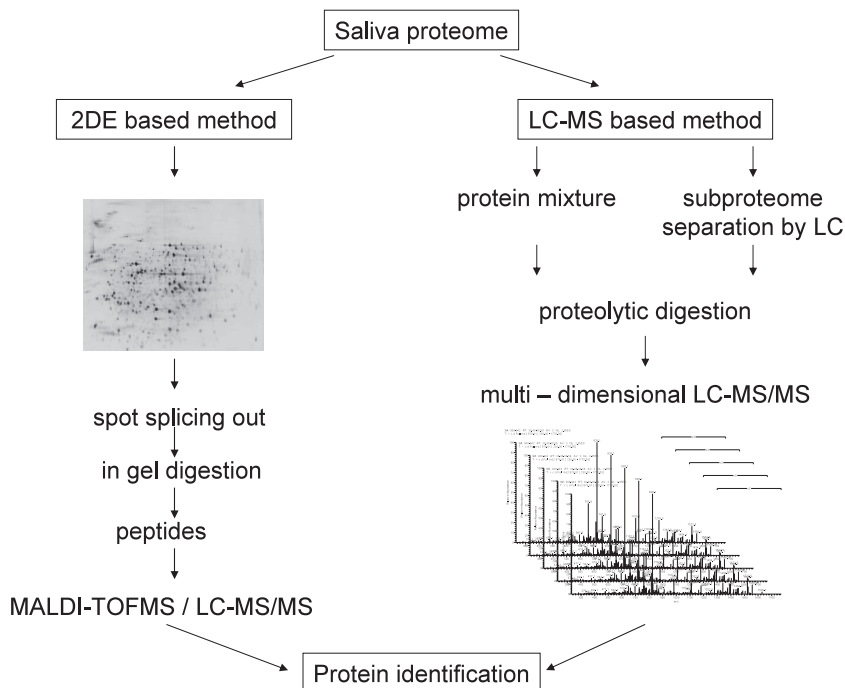 Saliva proteome
2DE based method
LC-MS based method
protein mixture
subproteome
separation by LC
proteolytic digestion
multi – dimensional LC-MS/MS
spot splicing out
in gel digestion
peptides
MALDI-TOFMS / LC-MS/MS
Protein identification